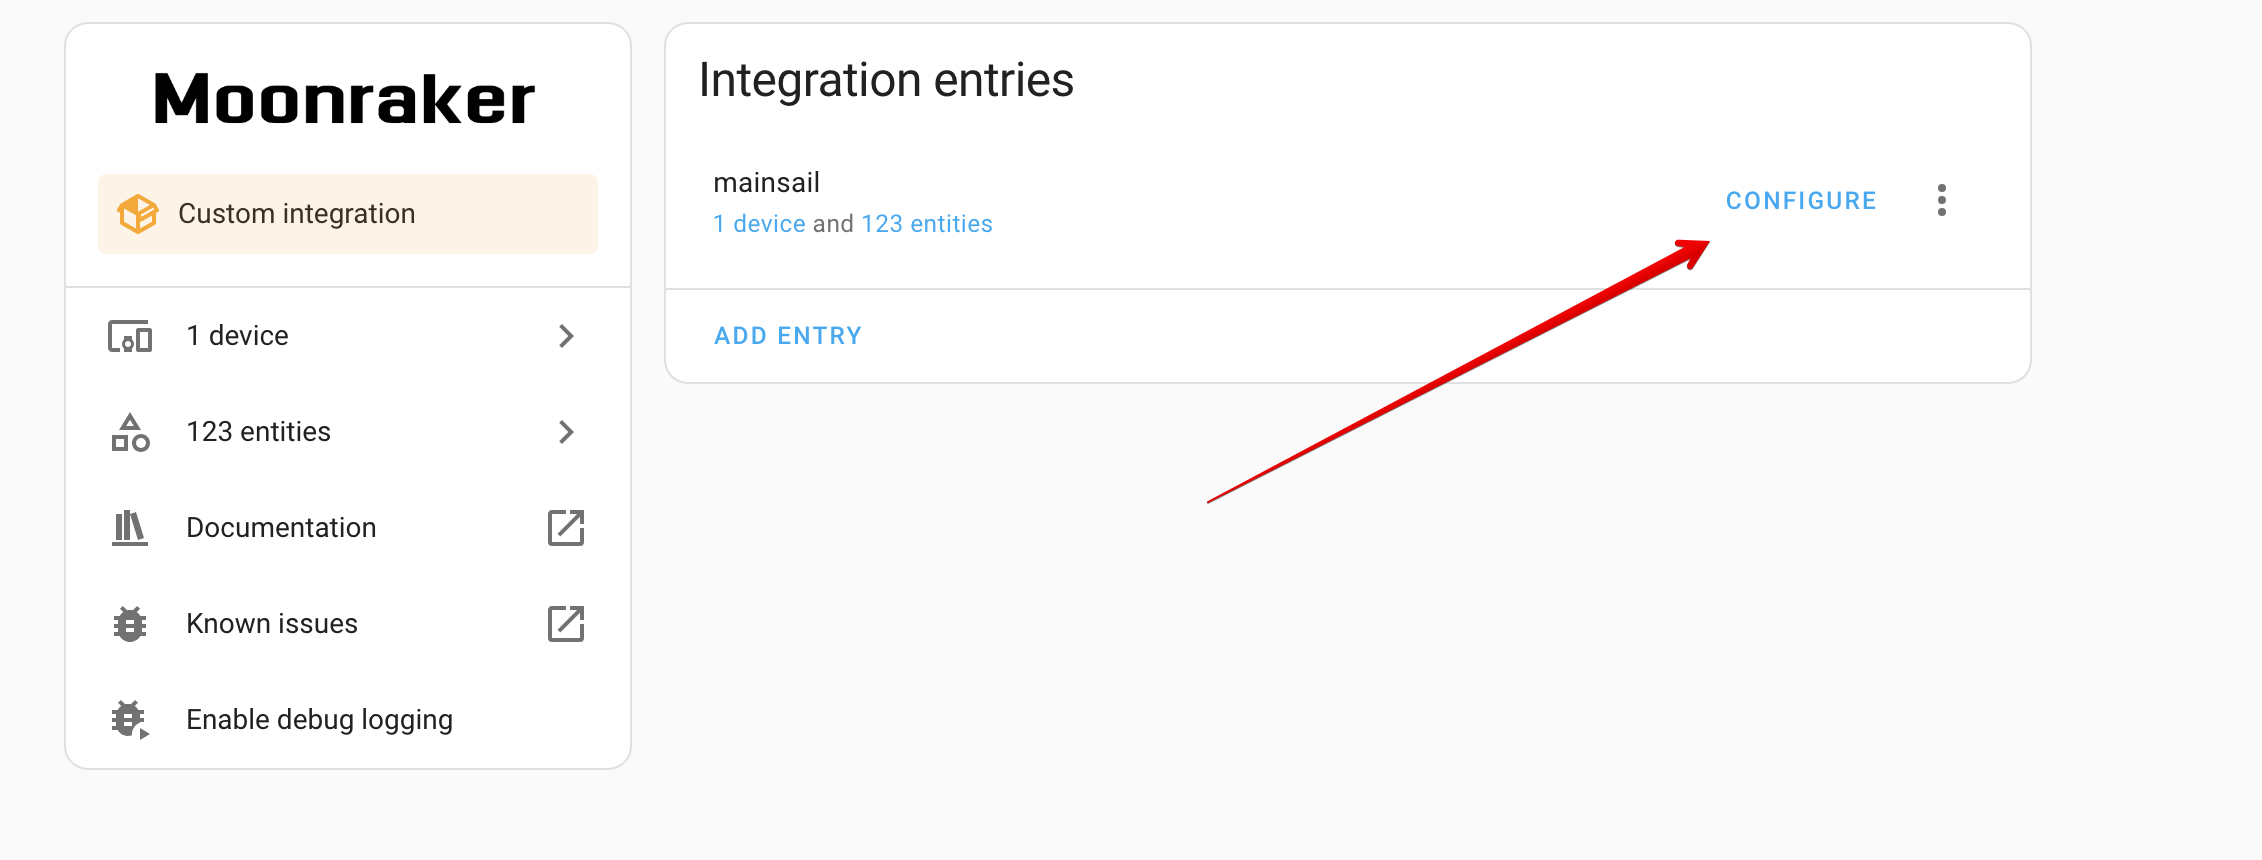 Moonraker
Custom integration
1 device
123 entities
Documentation
Known issues
Enable debug logging
Integration entries
mainsail
1 device and 123 entities
CONFIGURE
ADD ENTRY